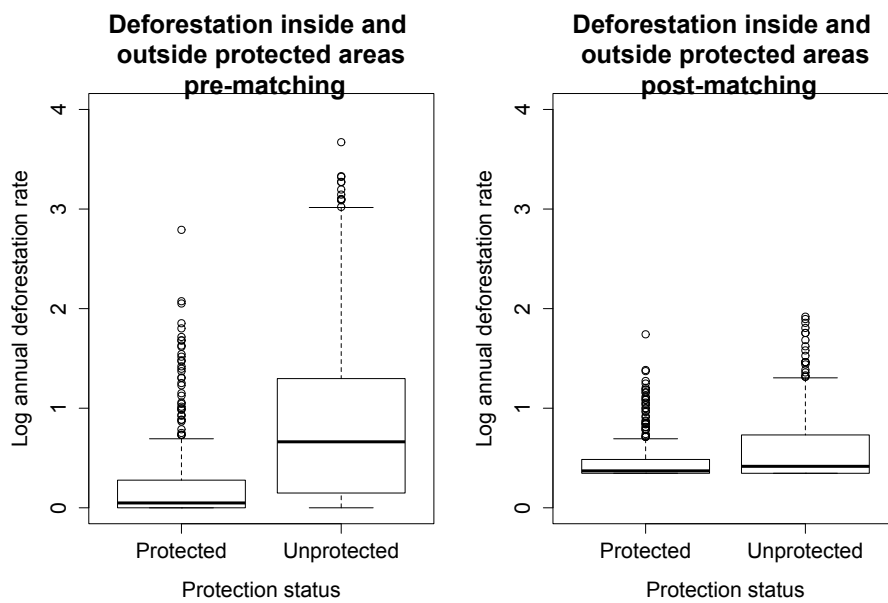 Deforestation inside and
outside protected areas
pre-matching
4
3
2
1
0
Log annual deforestation rate
Protected Unprotected
Protection status
Deforestation inside and
outside protected areas
post-matching
4
3
2
1
0
Log annual deforestation rate
Protected Unprotected
Protection status